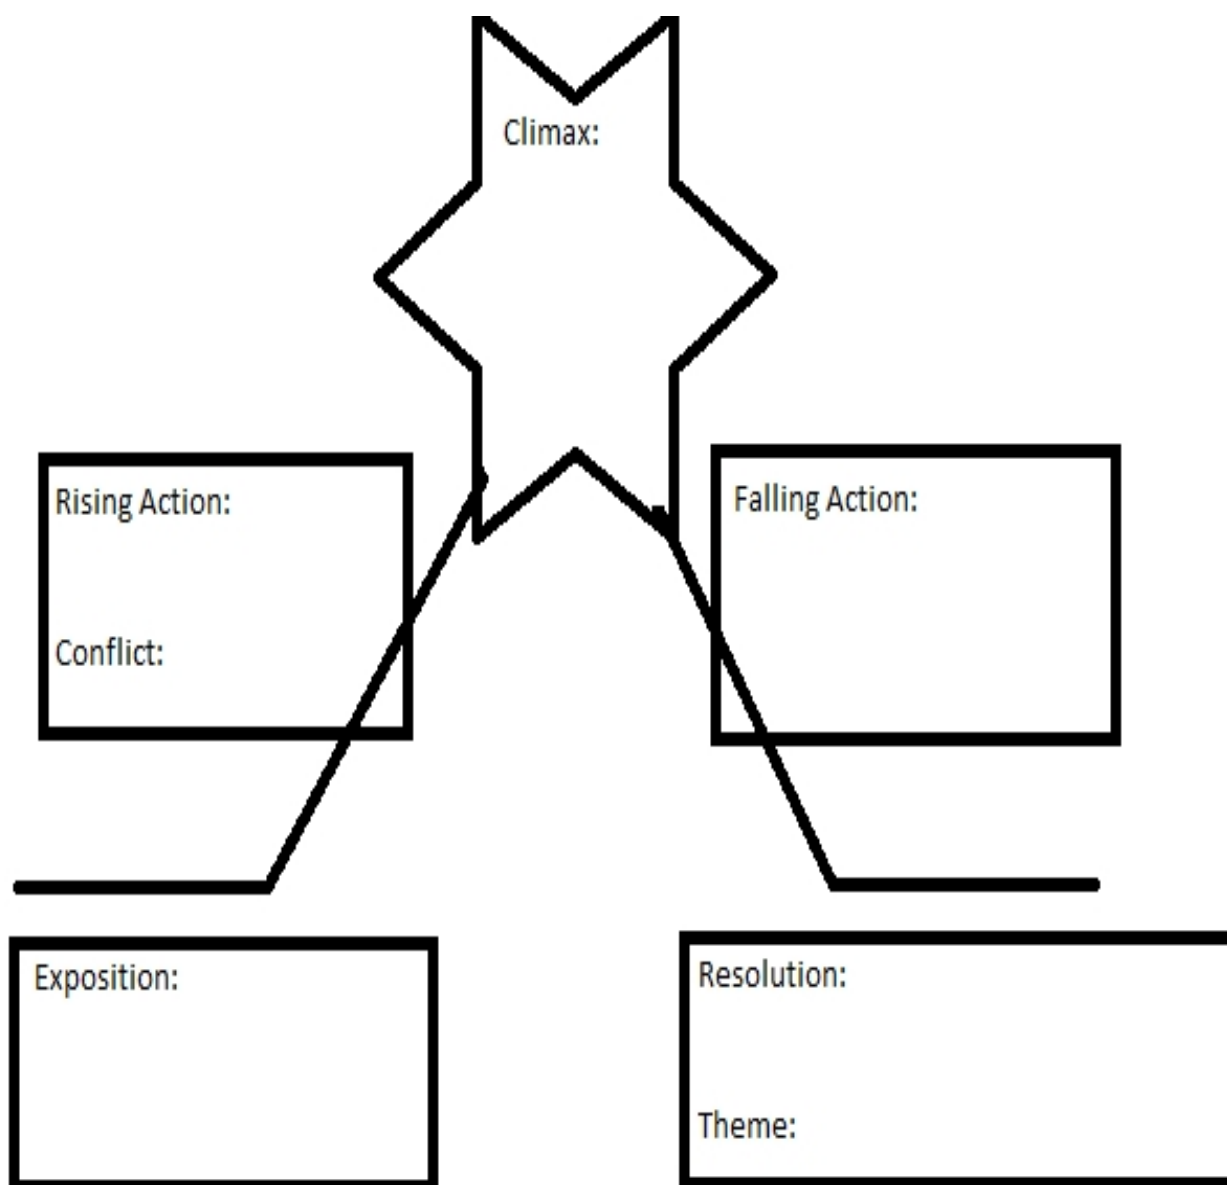 Climax:
Rising Action:
Conflict:
Falling Action:
Exposition:
Resolution:
Theme: